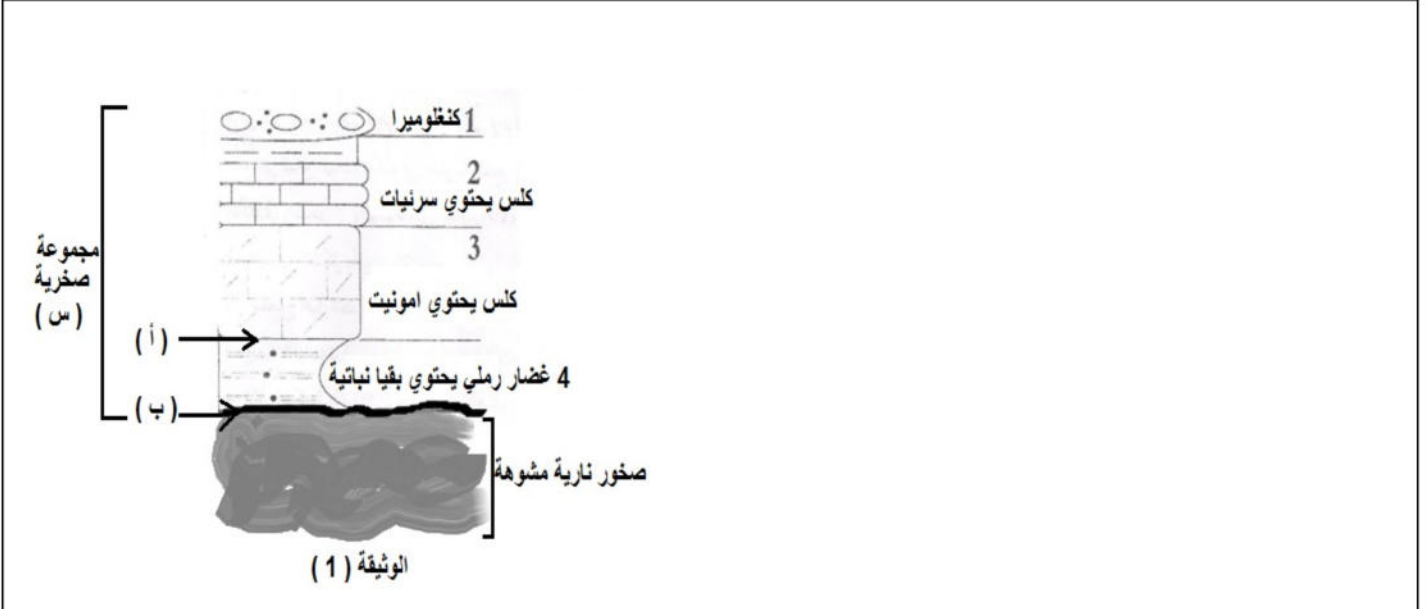 1 كنغلوميرا
2
كلس يحتوي سرئيات
3
كلس يحتوي امونيت
4 غضار رملي يحتوي بقيا نباتية
مجموعة
صخرية
( س )
( أ )
( ب )
صخور نارية مشوهة
الوثيقة ( 1 )